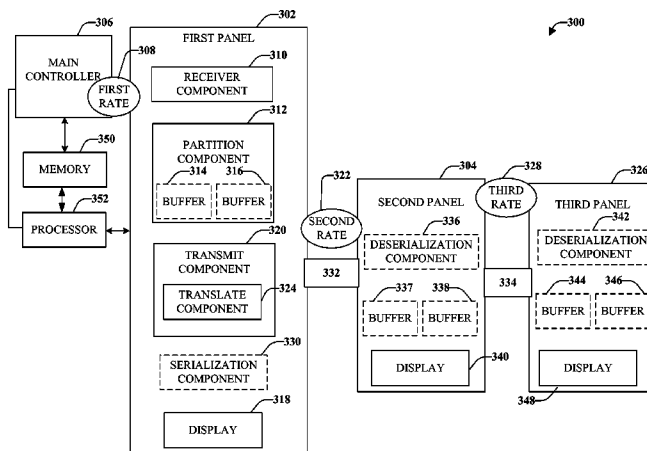 300
306
MAIN
CONTROLLER
308
FIRST
RATE
350
MEMORY
352
PROCESSOR
302
FIRST PANEL
310
RECEIVER
COMPONENT
312
PARTITION
COMPONENT
314
316
BUFFER
BUFFER
320
TRANSMIT
COMPONENT
324
TRANSLATE
COMPONENT
330
SERIALIZATION
COMPONENT
318
DISPLAY
322
SECOND
RATE
332
304
SECOND PANEL
336
DESERIALIZATION
COMPONENT
337
338
BUFFER
BUFFER
340
DISPLAY
328
THIRD
RATE
334
326
THIRD PANEL
342
DESERIALIZATION
COMPONENT
344
346
BUFFER
BUFFER
DISPLAY
348